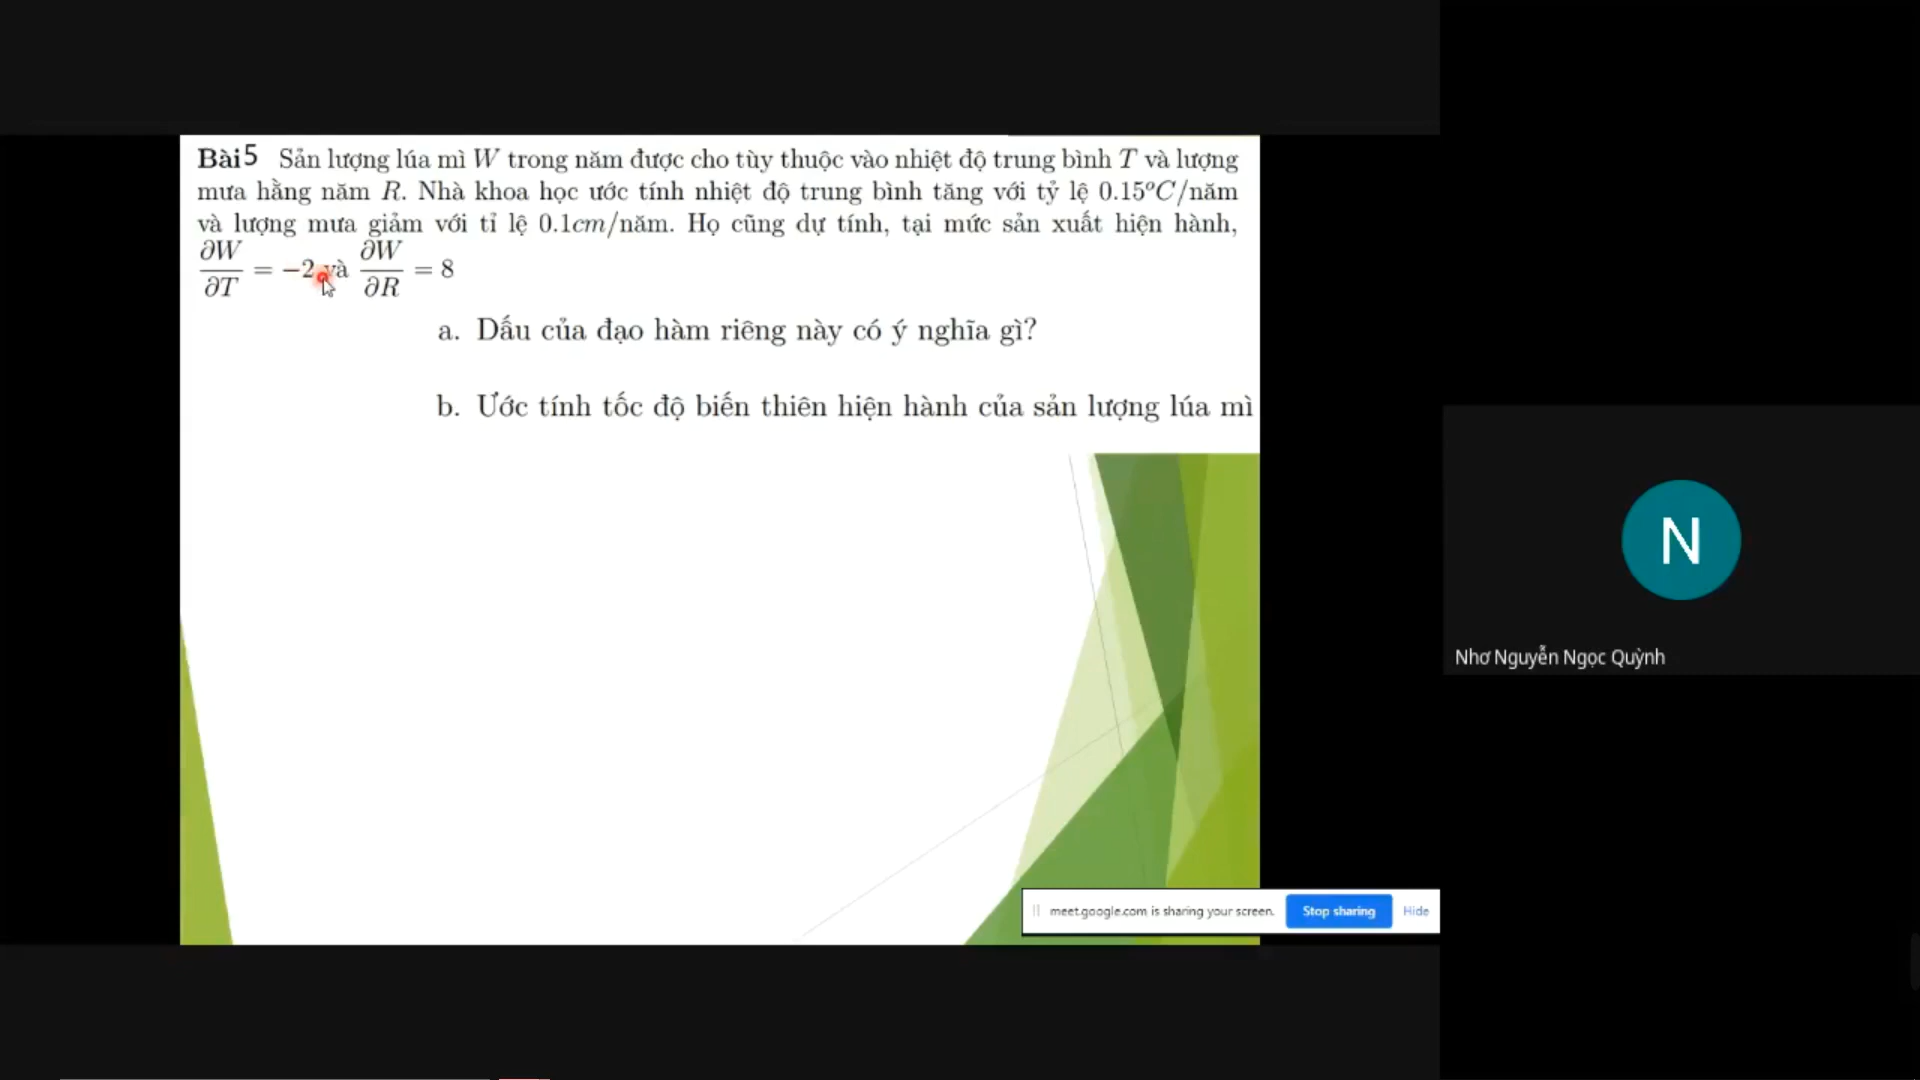 Bài5 Sản lượng lúa mì W trong năm được cho tùy thuộc vào nhiệt độ trung bình T và lượng
mưa hằng năm R. Nhà khoa học ước tính nhiệt độ trung bình tăng với tỷ lệ 0.15°C/năm
và lượng mưa giảm với tỉ lệ 0.1cm/năm. Họ cũng dự tính, tại mức sản xuất hiện hành,
∂W/∂T = −2 và ∂W/∂R = 8
a. Dấu của đạo hàm riêng này có ý nghĩa gì?
b. Ước tính tốc độ biến thiên hiện hành của sản lượng lúa mì
N
Nhơ Nguyễn Ngọc Quỳnh
meet.google.com is sharing your screen. Stop sharing Hide